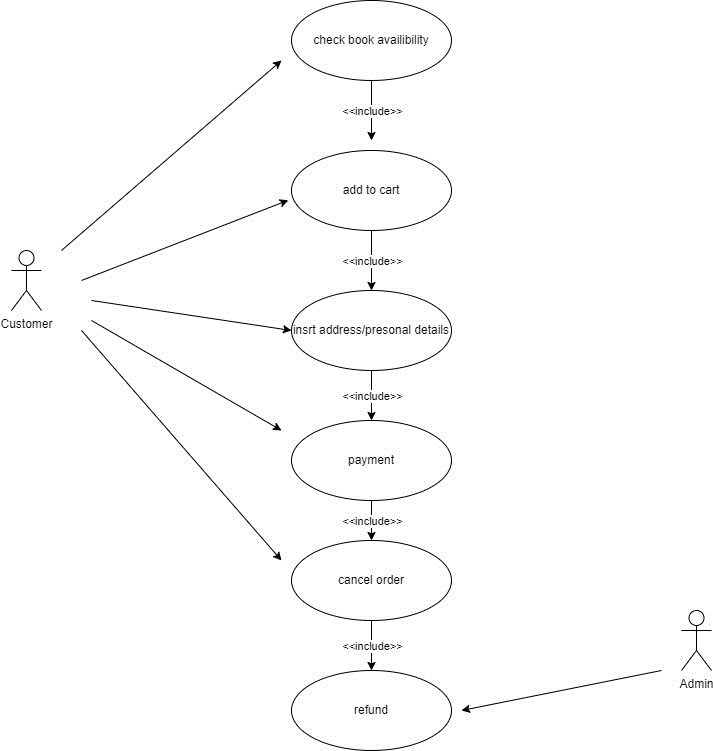 check book availibility
<<include>>
add to cart
<<include>>
Customer
insrt address/presonal details
<<include>>
payment
<<include>>
cancel order
<<include>>
Admin
refund